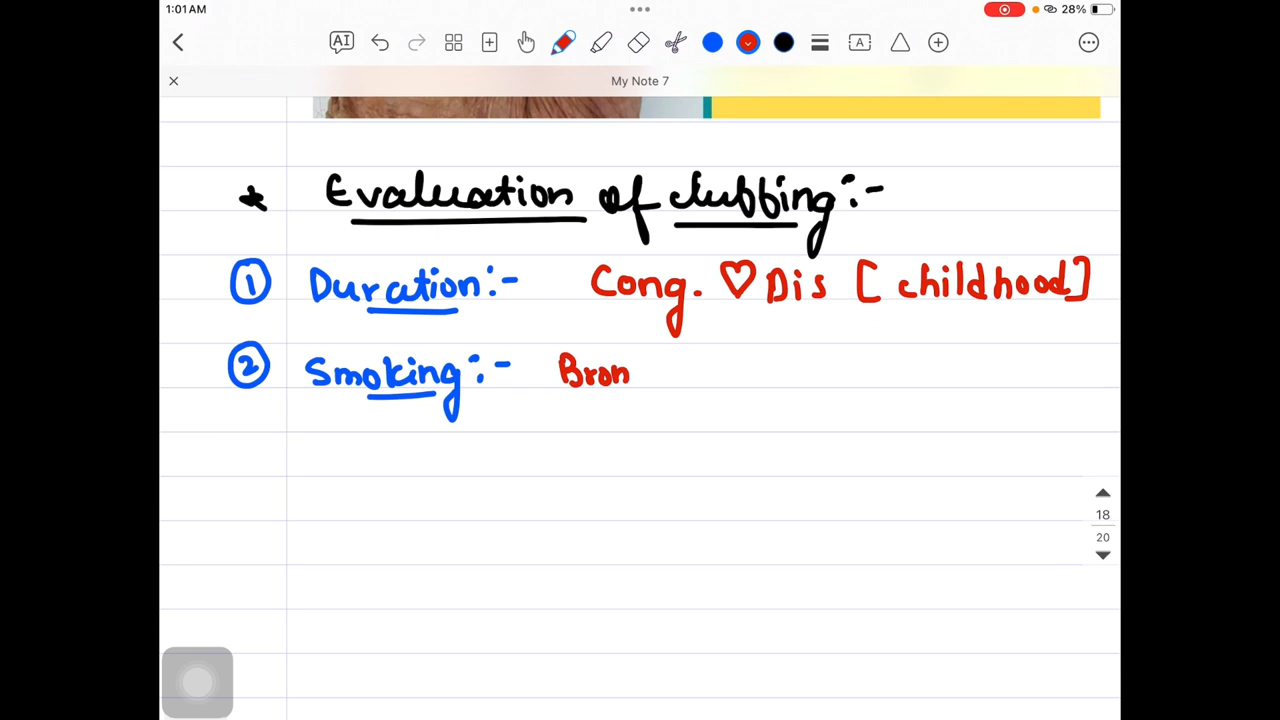 1:01 AM
28%
AI
A
My Note 7
* Evaluation of clubbing :-
① Duration :- Cong. ♡ Dis [childhood]
② Smoking :- Bron
18
20